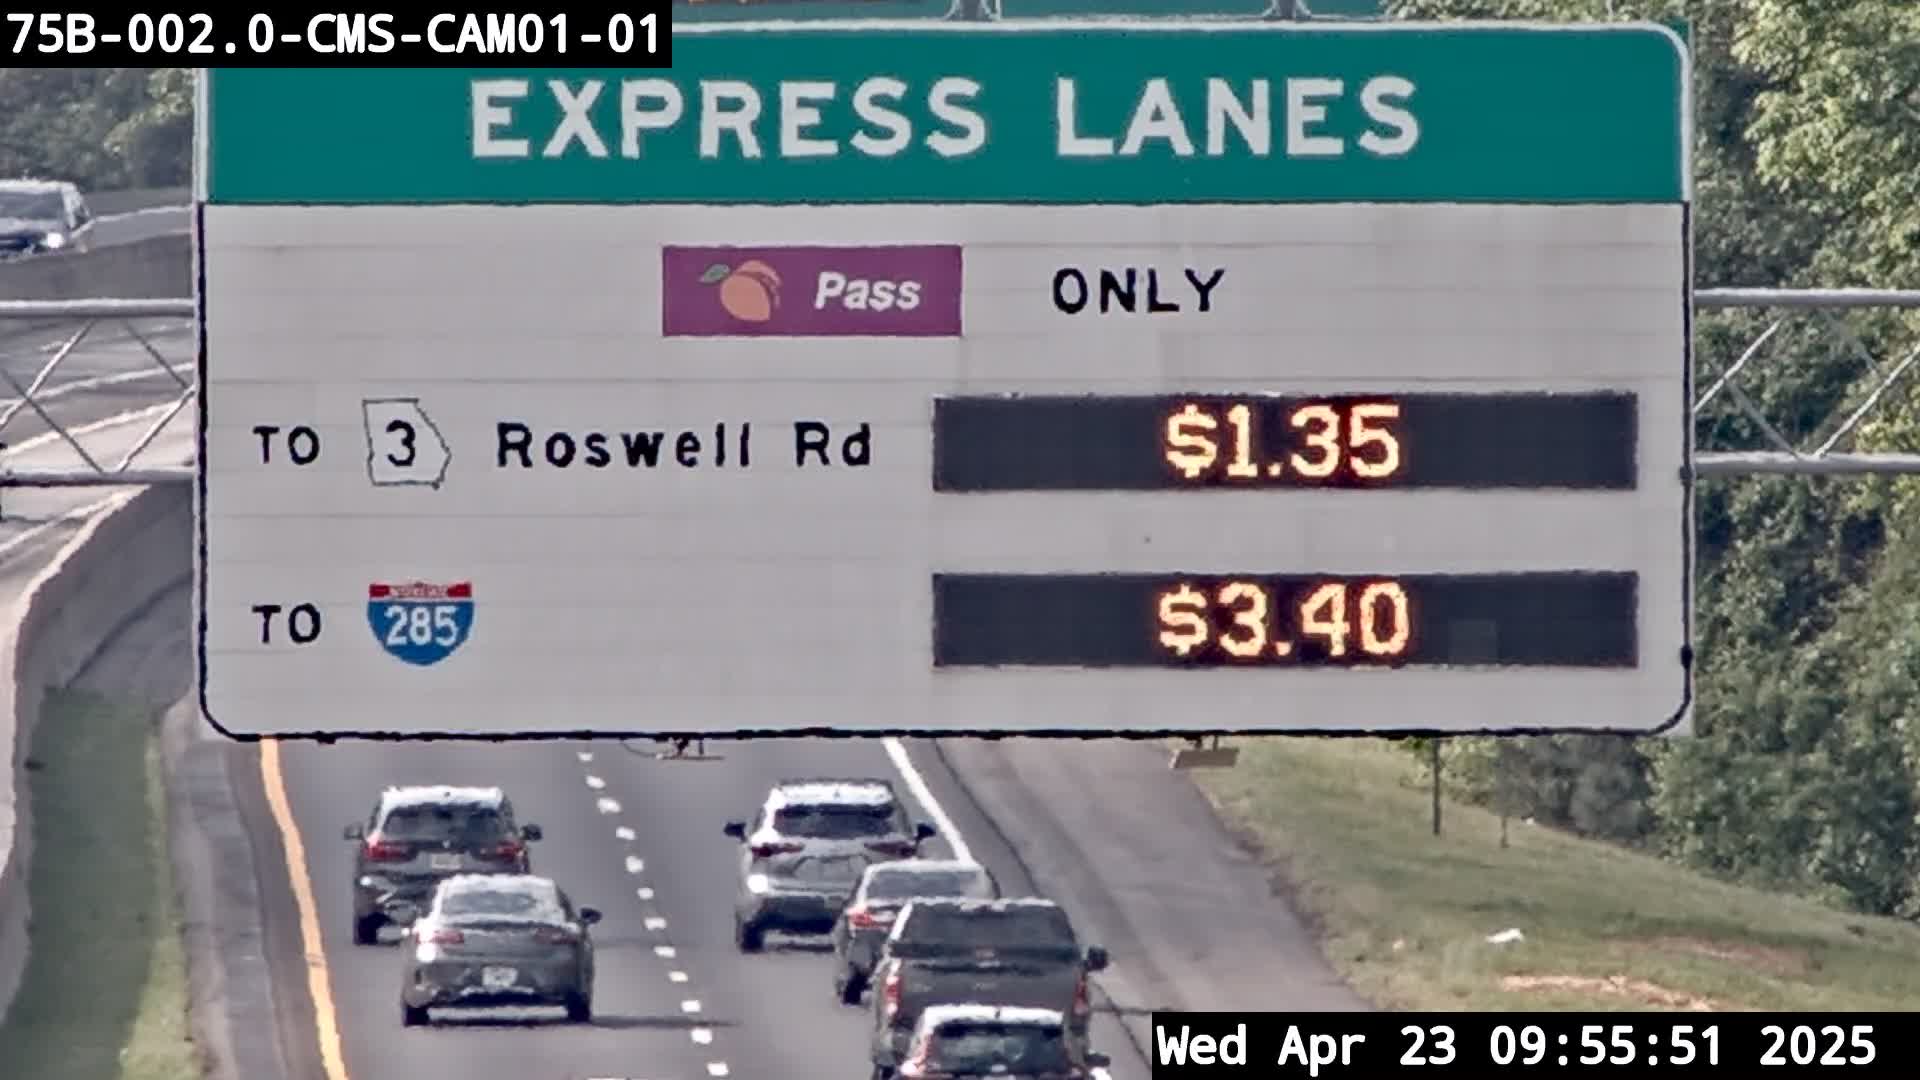 75B-002.0-CMS-CAM01-01
EXPRESS LANES
Pass ONLY
TO 3 Roswell Rd $1.35
TO INTERSTATE 285 $3.40
Wed Apr 23 09:55:51 2025